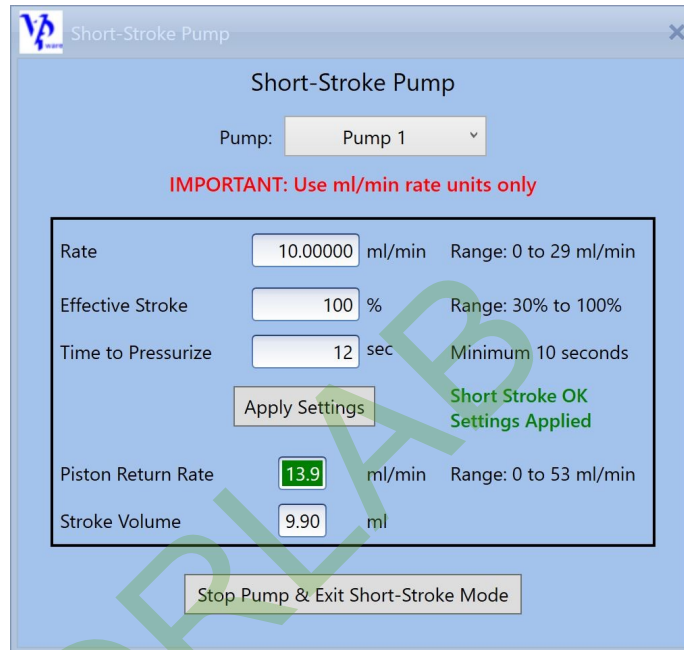 Vp
ware
Short-Stroke Pump
Short-Stroke Pump
Pump: Pump 1
IMPORTANT: Use ml/min rate units only
Rate 10.00000 ml/min Range: 0 to 29 ml/min
Effective Stroke 100 % Range: 30% to 100%
Time to Pressurize 12 sec Minimum 10 seconds
Apply Settings Short Stroke OK
Settings Applied
Piston Return Rate 13.9 ml/min Range: 0 to 53 ml/min
Stroke Volume 9.90 ml
Stop Pump & Exit Short-Stroke Mode
ORLAB